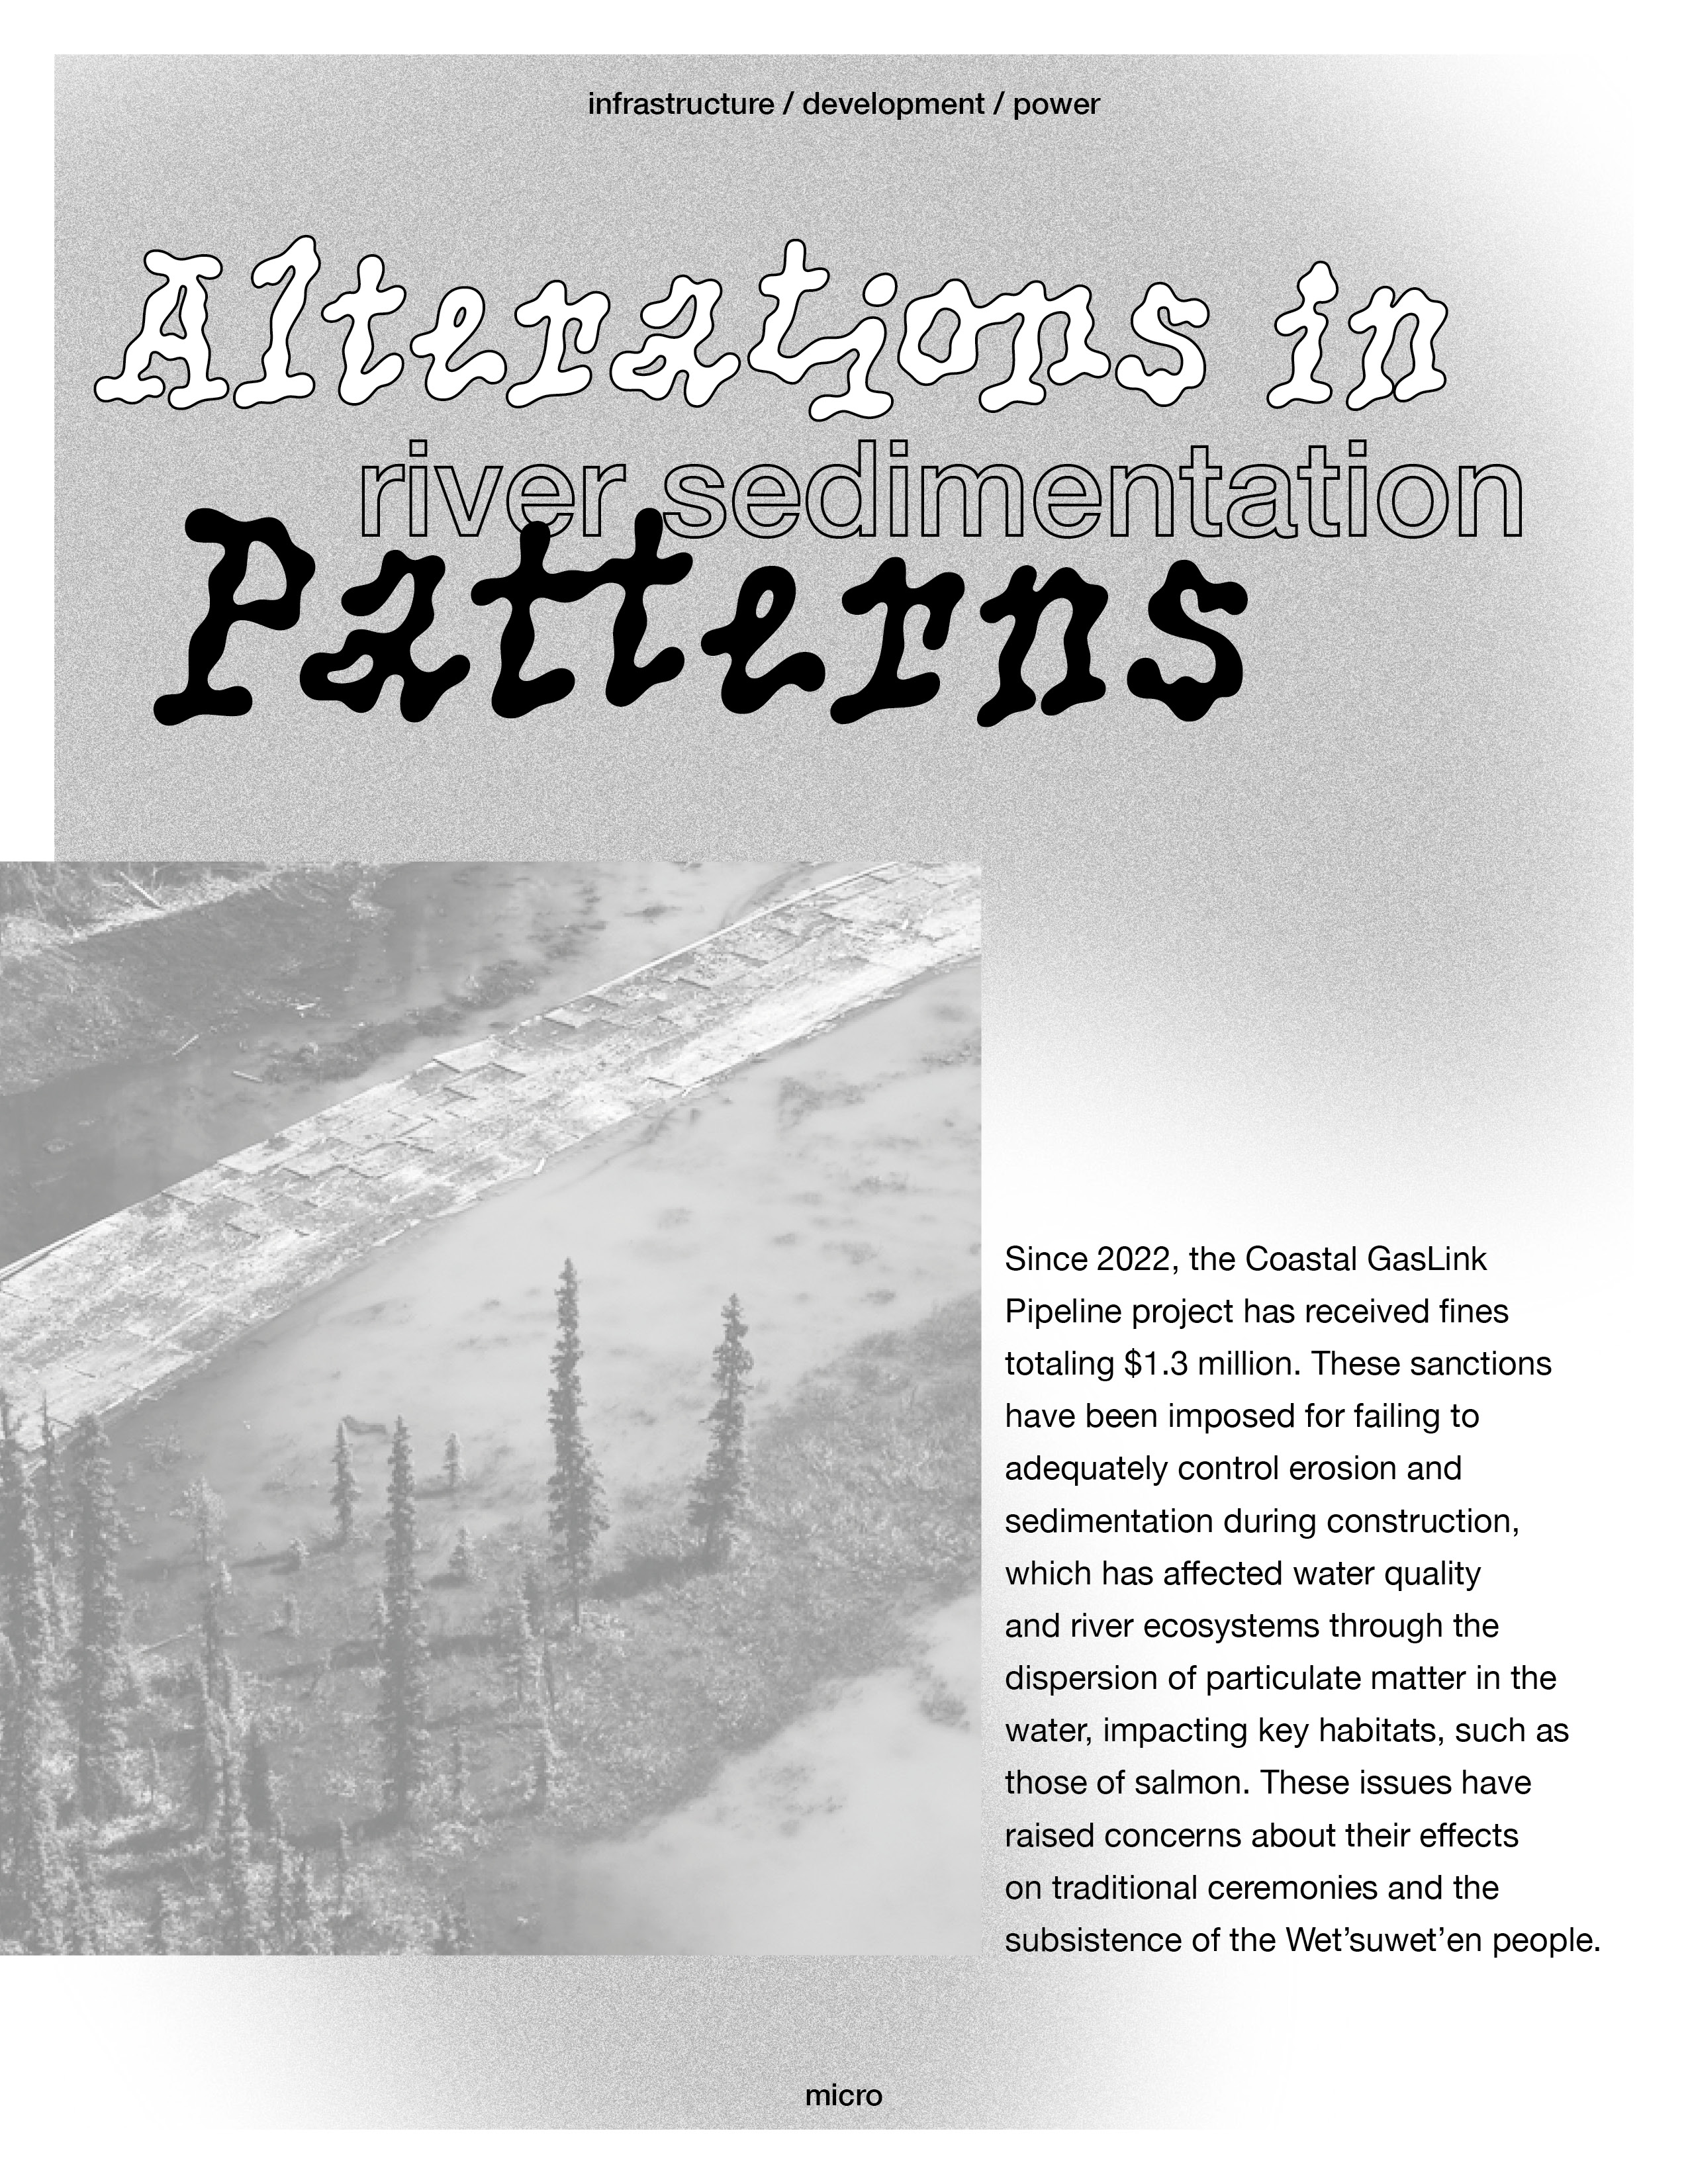 infrastructure / development / power
Alterations in
river sedimentation
Patterns
Since 2022, the Coastal GasLink
Pipeline project has received fines
totaling $1.3 million. These sanctions
have been imposed for failing to
adequately control erosion and
sedimentation during construction,
which has affected water quality
and river ecosystems through the
dispersion of particulate matter in the
water, impacting key habitats, such as
those of salmon. These issues have
raised concerns about their effects
on traditional ceremonies and the
subsistence of the Wet’suwet’en people.
micro